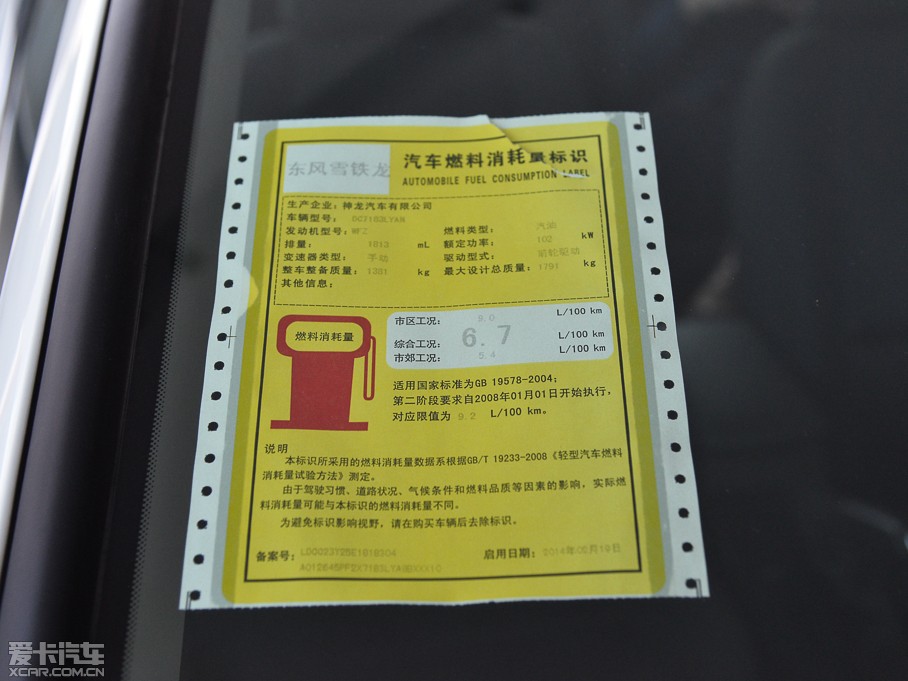 东风雪铁龙
汽车燃料消耗量标识
AUTOMOBILE FUEL CONSUMPTION LABEL
生产企业：神龙汽车有限公司
车辆型号：
发动机型号： 燃料类型： 汽油
排量： 1812 mL 额定功率： 102 kW
变速器类型： 手动 驱动型式： 前轮驱动
整车整备质量： kg 最大设计总质量： 1791 kg
其他信息：
燃料消耗量
市区工况： 9.0 L/100 km
综合工况： 6.7 L/100 km
市郊工况： 5.4 L/100 km
适用国家标准为GB 19578-2004；
第二阶段要求自2008年01月01日开始执行，
对应限值为 9.2 L/100 km。
说明
本标识所采用的燃料消耗量数据系根据GB/T 19233-2008《轻型汽车燃料
消耗量试验方法》测定。
由于驾驶习惯、道路状况、气候条件和燃料品质等因素的影响，实际燃
料消耗量可能与本标识的燃料消耗量不同。
为避免标识影响视野，请在购买车辆后去除标识。
备案号： 启用日期：
爱卡汽车
XCAR.COM.CN